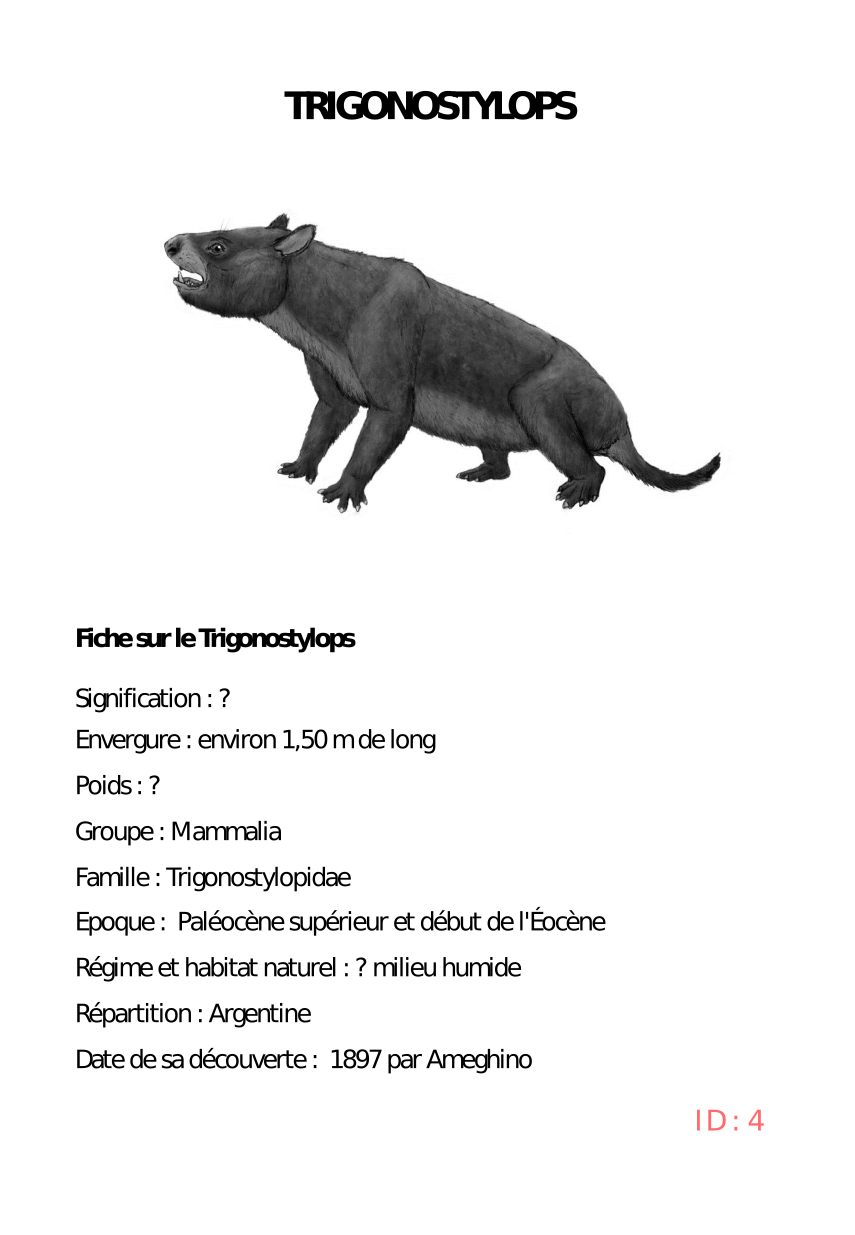 TRIGONOSTYLOPS
Fiche sur le Trigonostylops
Signification : ?
Envergure : environ 1,50 m de long
Poids : ?
Groupe : Mammalia
Famille : Trigonostylopidae
Epoque :  Paléocène supérieur et début de l'Éocène
Régime et habitat naturel : ? milieu humide
Répartition : Argentine
Date de sa découverte :  1897 par Ameghino
ID : 4